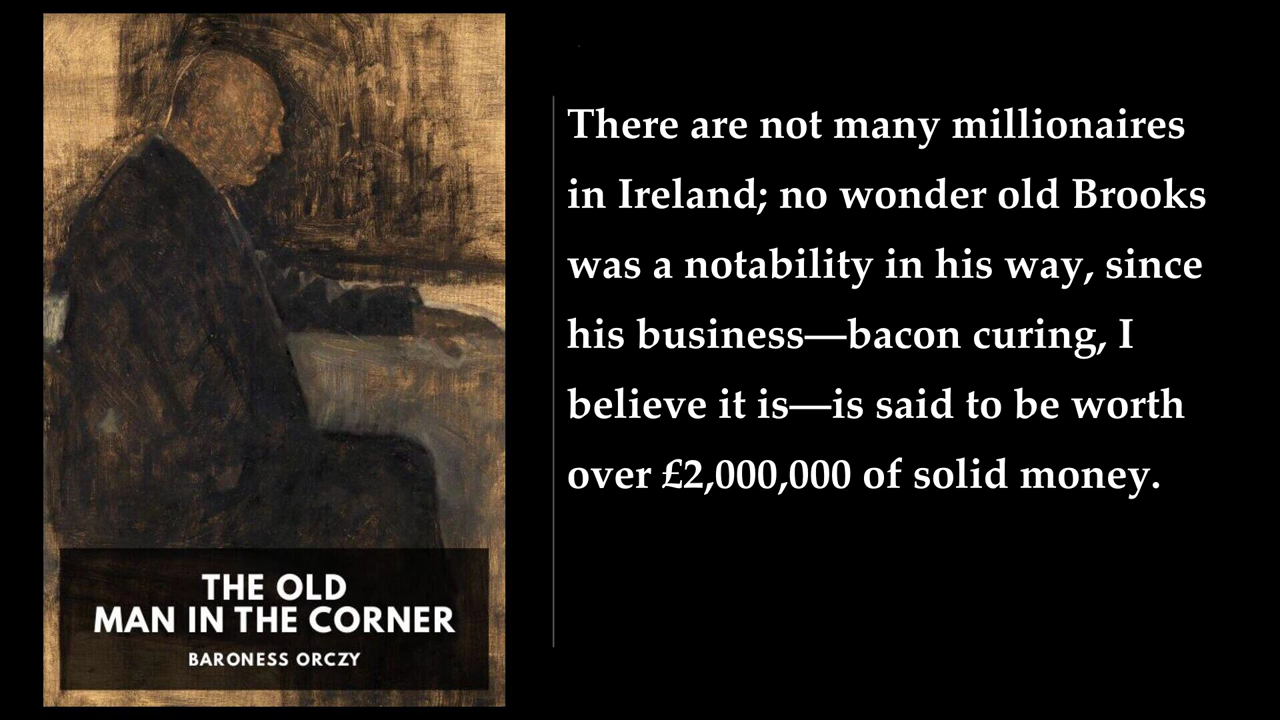 There are not many millionaires
in Ireland; no wonder old Brooks
was a notability in his way, since
his business—bacon curing, I
believe it is—is said to be worth
over £2,000,000 of solid money.
THE OLD
MAN IN THE CORNER
BARONESS ORCZY